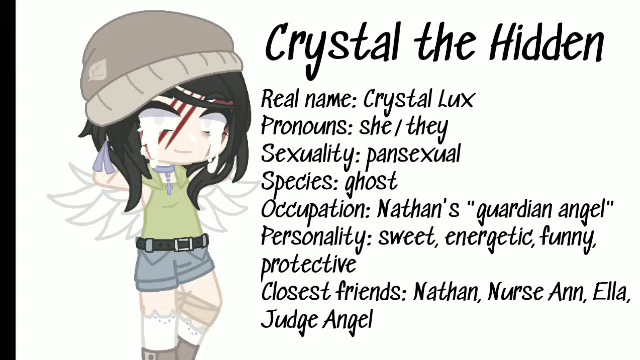 Crystal the Hidden
Real name: Crystal Lux
Pronouns: she/they
Sexuality: pansexual
Species: ghost
Occupation: Nathan's "guardian angel"
Personality: sweet, energetic, funny,
protective
Closest friends: Nathan, Nurse Ann, Ella,
Judge Angel